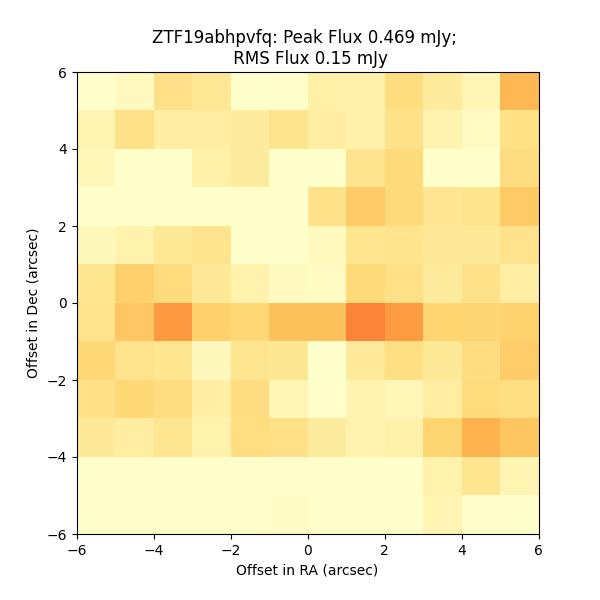 ZTF19abhpvfq: Peak Flux 0.469 mJy;
RMS Flux 0.15 mJy
6
4
2
0
−2
−4
−6
Offset in Dec (arcsec)
−6 −4 −2 0 2 4 6
Offset in RA (arcsec)